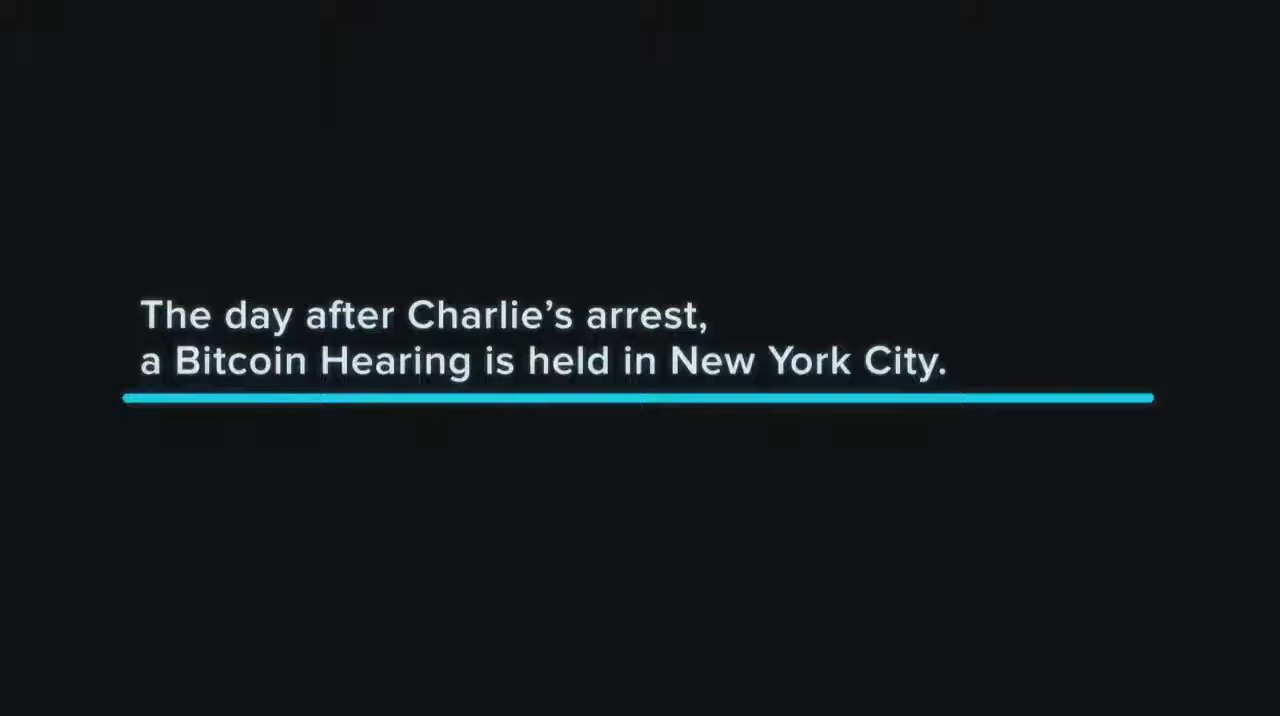 The day after Charlie’s arrest,
a Bitcoin Hearing is held in New York City.